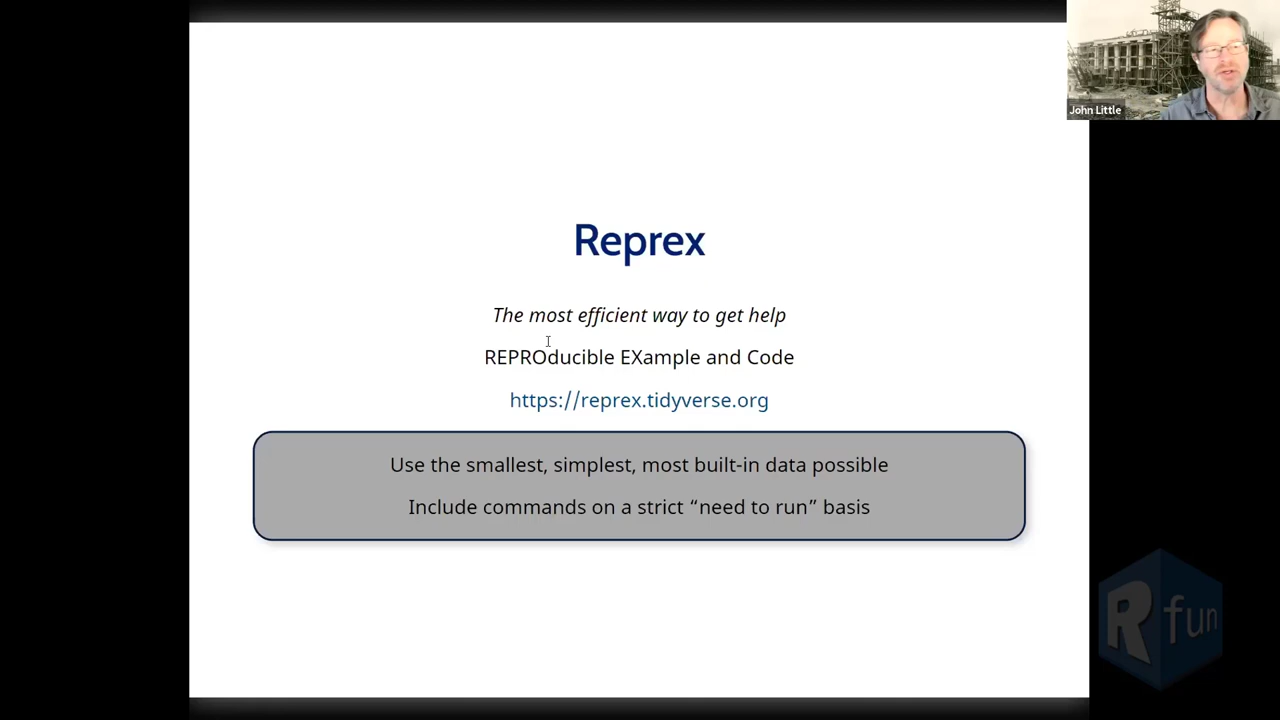 John Little
Reprex
The most efficient way to get help
REPROducible EXample and Code
https://reprex.tidyverse.org
Use the smallest, simplest, most built-in data possible
Include commands on a strict “need to run” basis
R fun